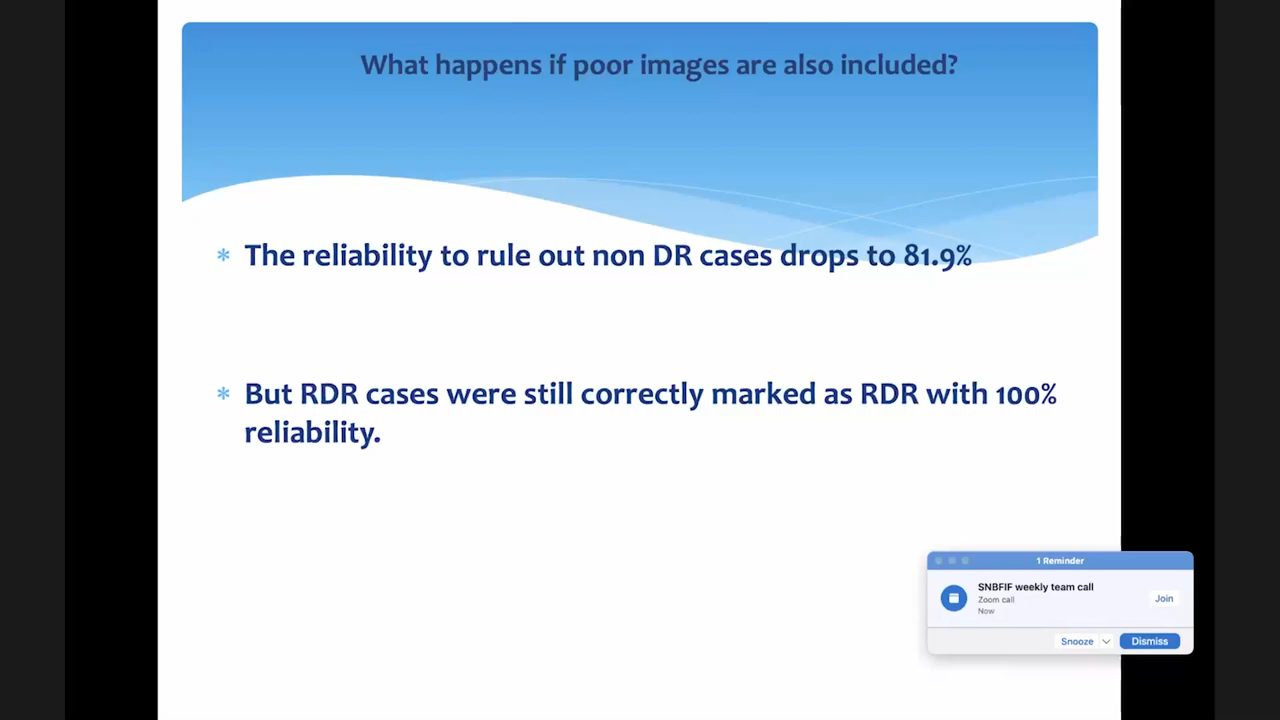 What happens if poor images are also included?
* The reliability to rule out non DR cases drops to 81.9%
* But RDR cases were still correctly marked as RDR with 100%
reliability.
1 Reminder
SNBFIF weekly team call
Zoom call
Now
Join
Snooze
Dismiss